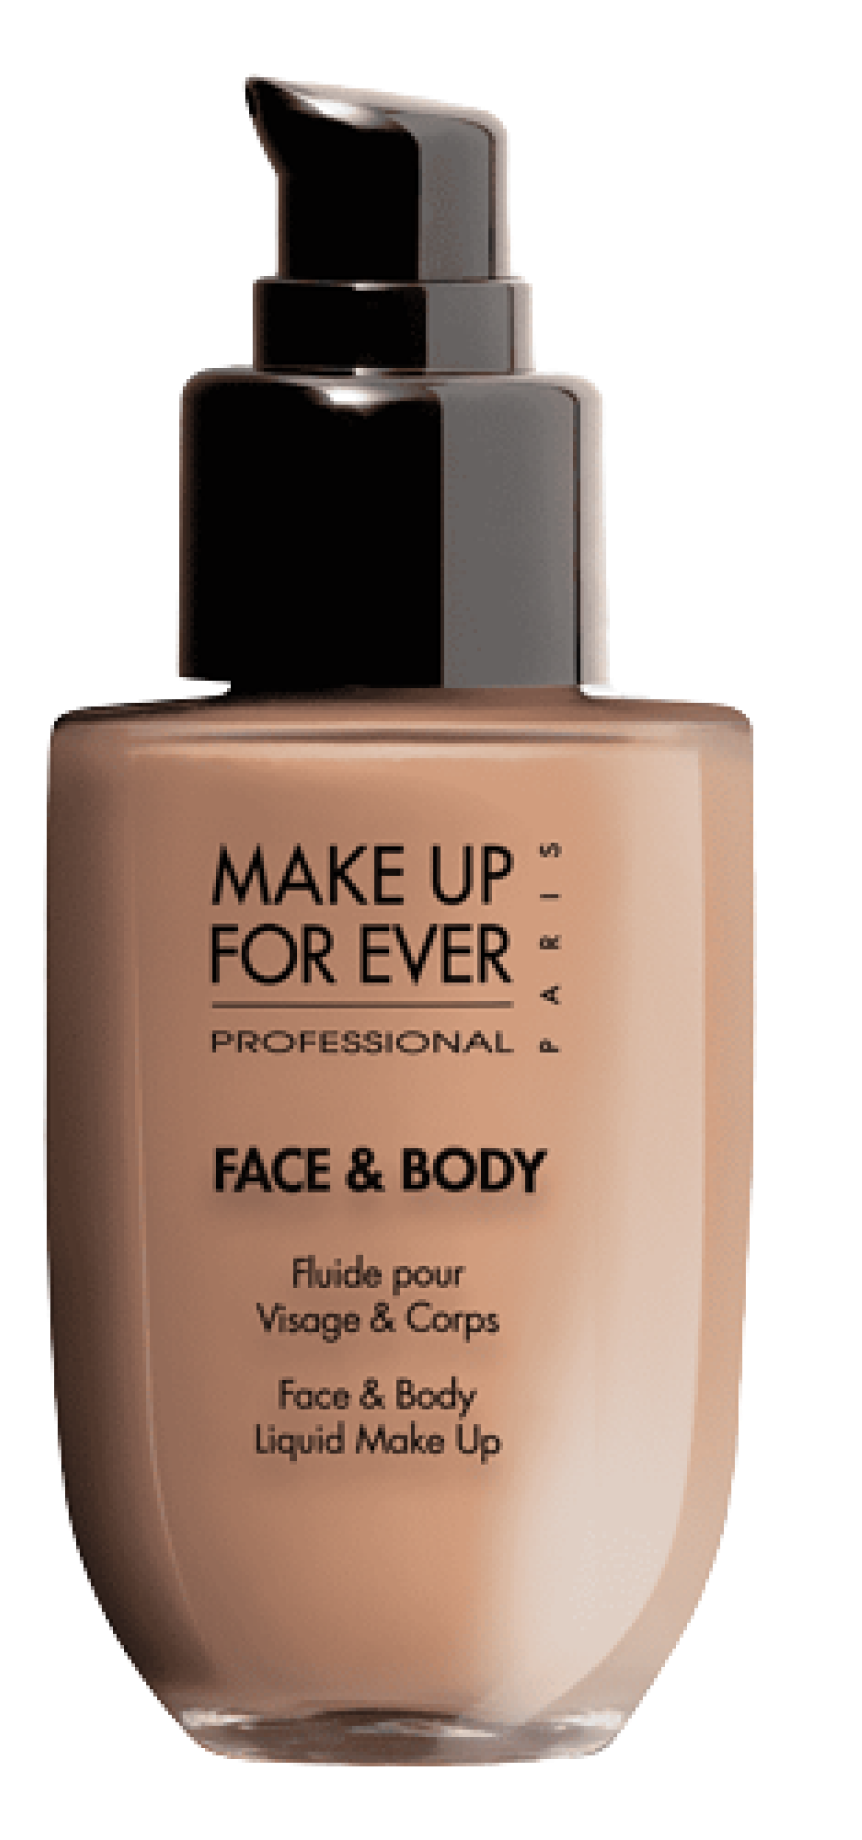 MAKE UP
FOR EVER
PROFESSIONAL
PARIS
FACE & BODY
Fluide pour
Visage & Corps
Face & Body
Liquid Make Up